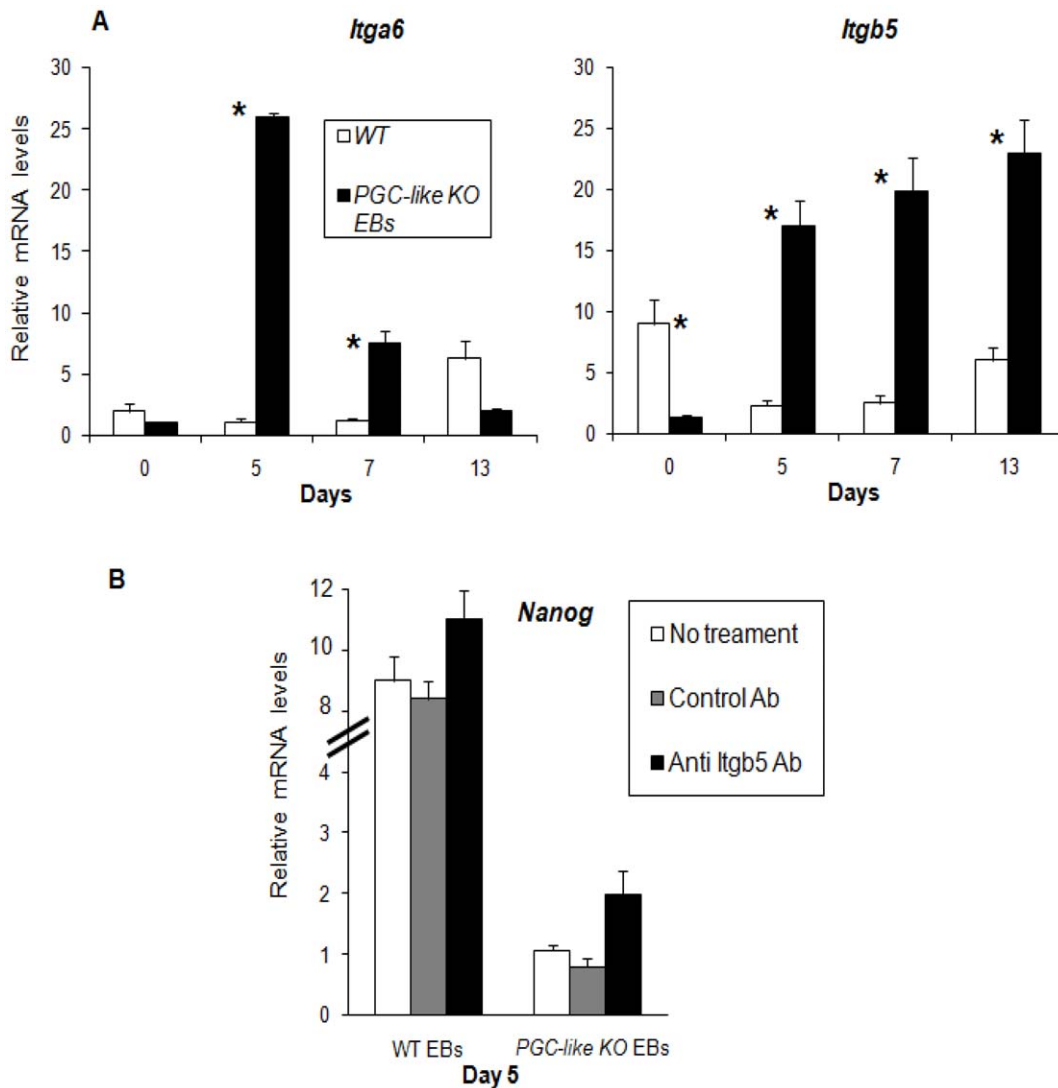 A
Itga6
Itgb5
Relative mRNA levels
30
25
20
15
10
5
0
*
*
WT
PGC-like KO
EBs
0 5 7 13
Days
30
25
20
15
10
5
0
*
*
*
*
0 5 7 13
Days
B
Nanog
Relative mRNA levels
12
10
8
4
3
2
1
0
No treament
Control Ab
Anti Itgb5 Ab
WT EBs PGC-like KO EBs
Day 5